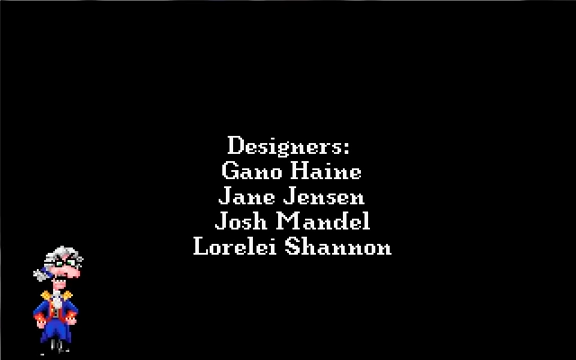 Designers:
Gano Haine
Jane Jensen
Josh Mandel
Lorelei Shannon